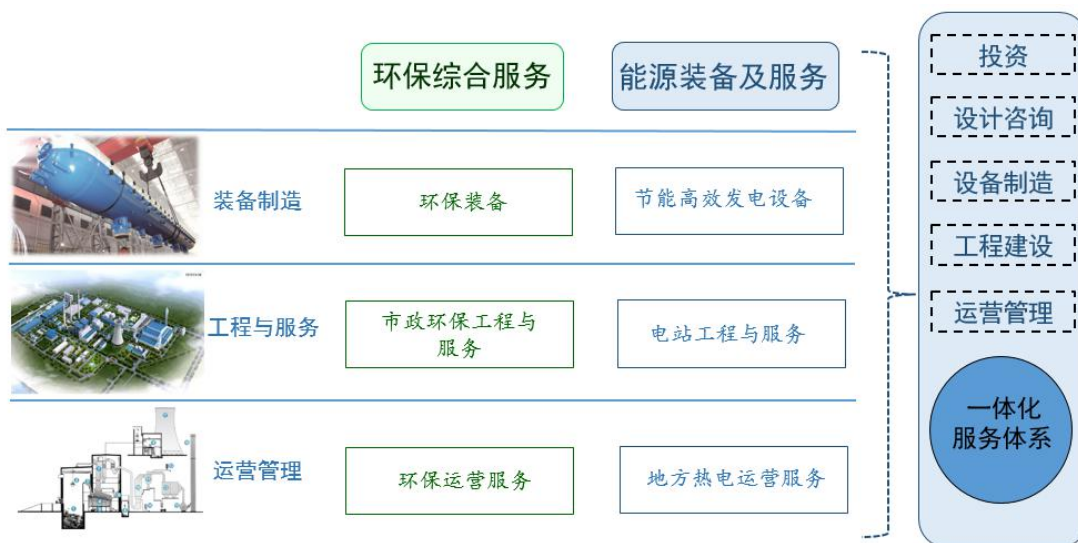 环保综合服务
能源装备及服务
装备制造
环保装备
节能高效发电设备
工程与服务
市政环保工程与
服务
电站工程与服务
运营管理
环保运营服务
地方热电运营服务
投资
设计咨询
设备制造
工程建设
运营管理
一体化
服务体系